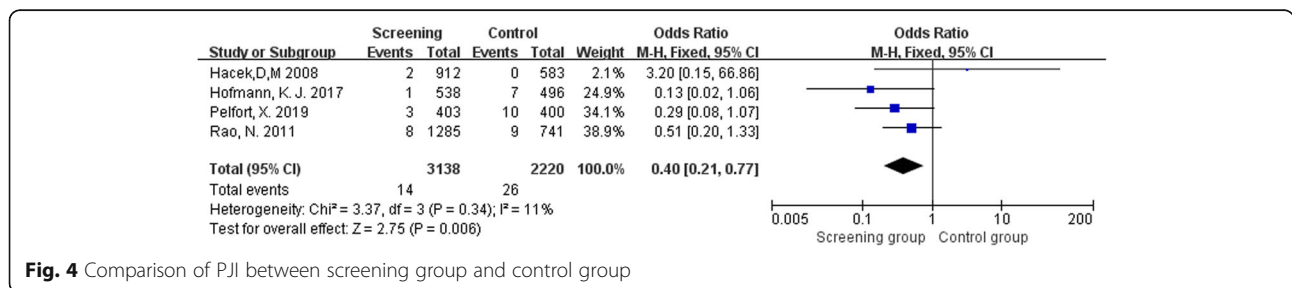 Screening Control Odds Ratio Odds Ratio
Study or Subgroup Events Total Events Total Weight M-H, Fixed, 95% CI M-H, Fixed, 95% CI
Hacek,D,M 2008 2 912 0 583 2.1% 3.20 [0.15, 66.86]
Hofmann, K. J. 2017 1 538 7 496 24.9% 0.13 [0.02, 1.06]
Pelfort, X. 2019 3 403 10 400 34.1% 0.29 [0.08, 1.07]
Rao, N. 2011 8 1285 9 741 38.9% 0.51 [0.20, 1.33]
Total (95% CI) 3138 2220 100.0% 0.40 [0.21, 0.77]
Total events 14 26
Heterogeneity: Chi² = 3.37, df = 3 (P = 0.34); I² = 11%
Test for overall effect: Z = 2.75 (P = 0.006)
0.005 0.1 1 10 200
Screening group Control group
Fig. 4 Comparison of PJI between screening group and control group